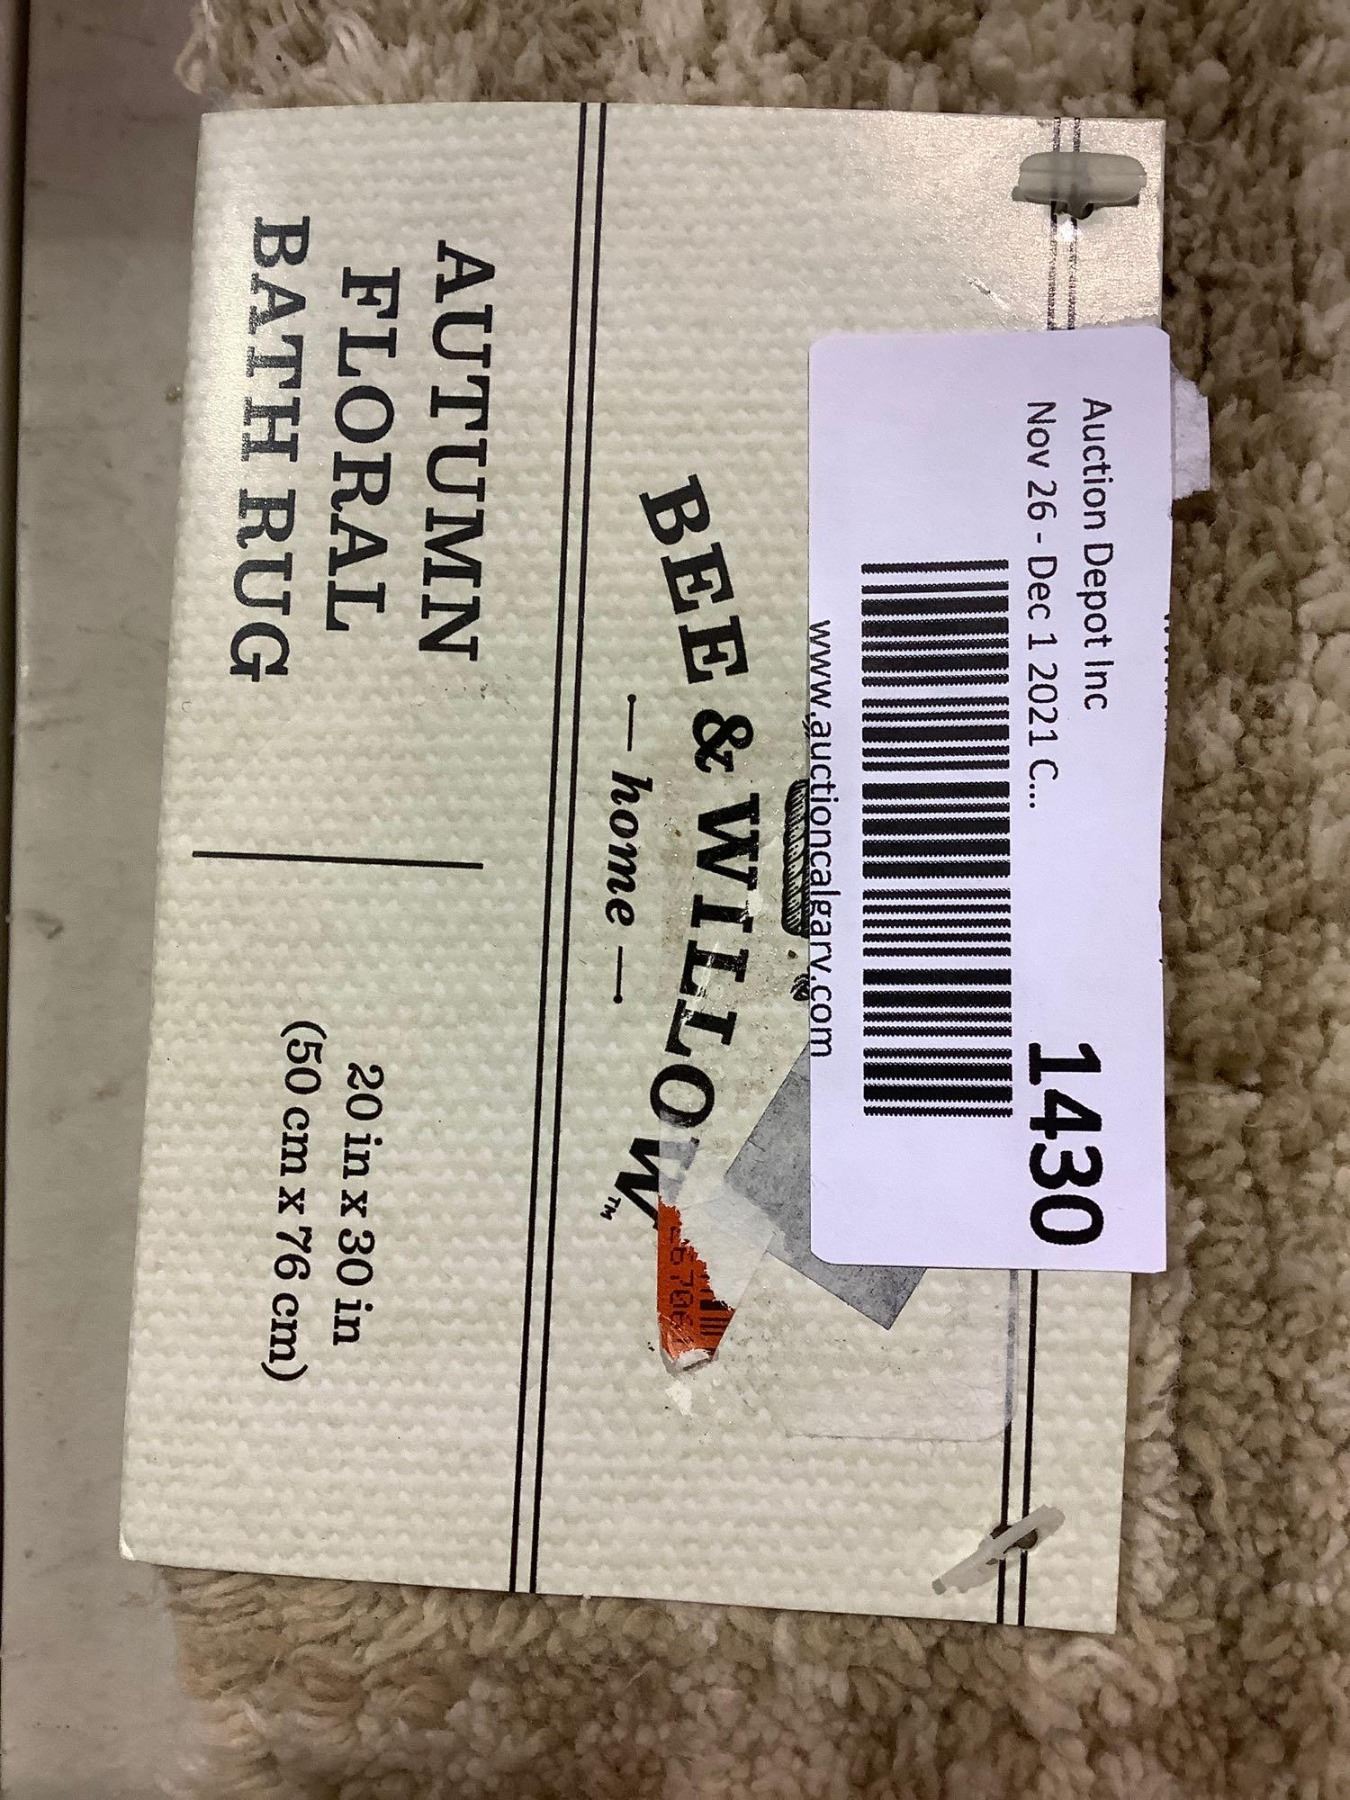 Auction Depot Inc
Nov 26 - Dec 1 2021 C...
1430
www.auctioncalgary.com
BEE & WILLOW™
— home —
AUTUMN
FLORAL
BATH RUG
20 in x 30 in
(50 cm x 76 cm)